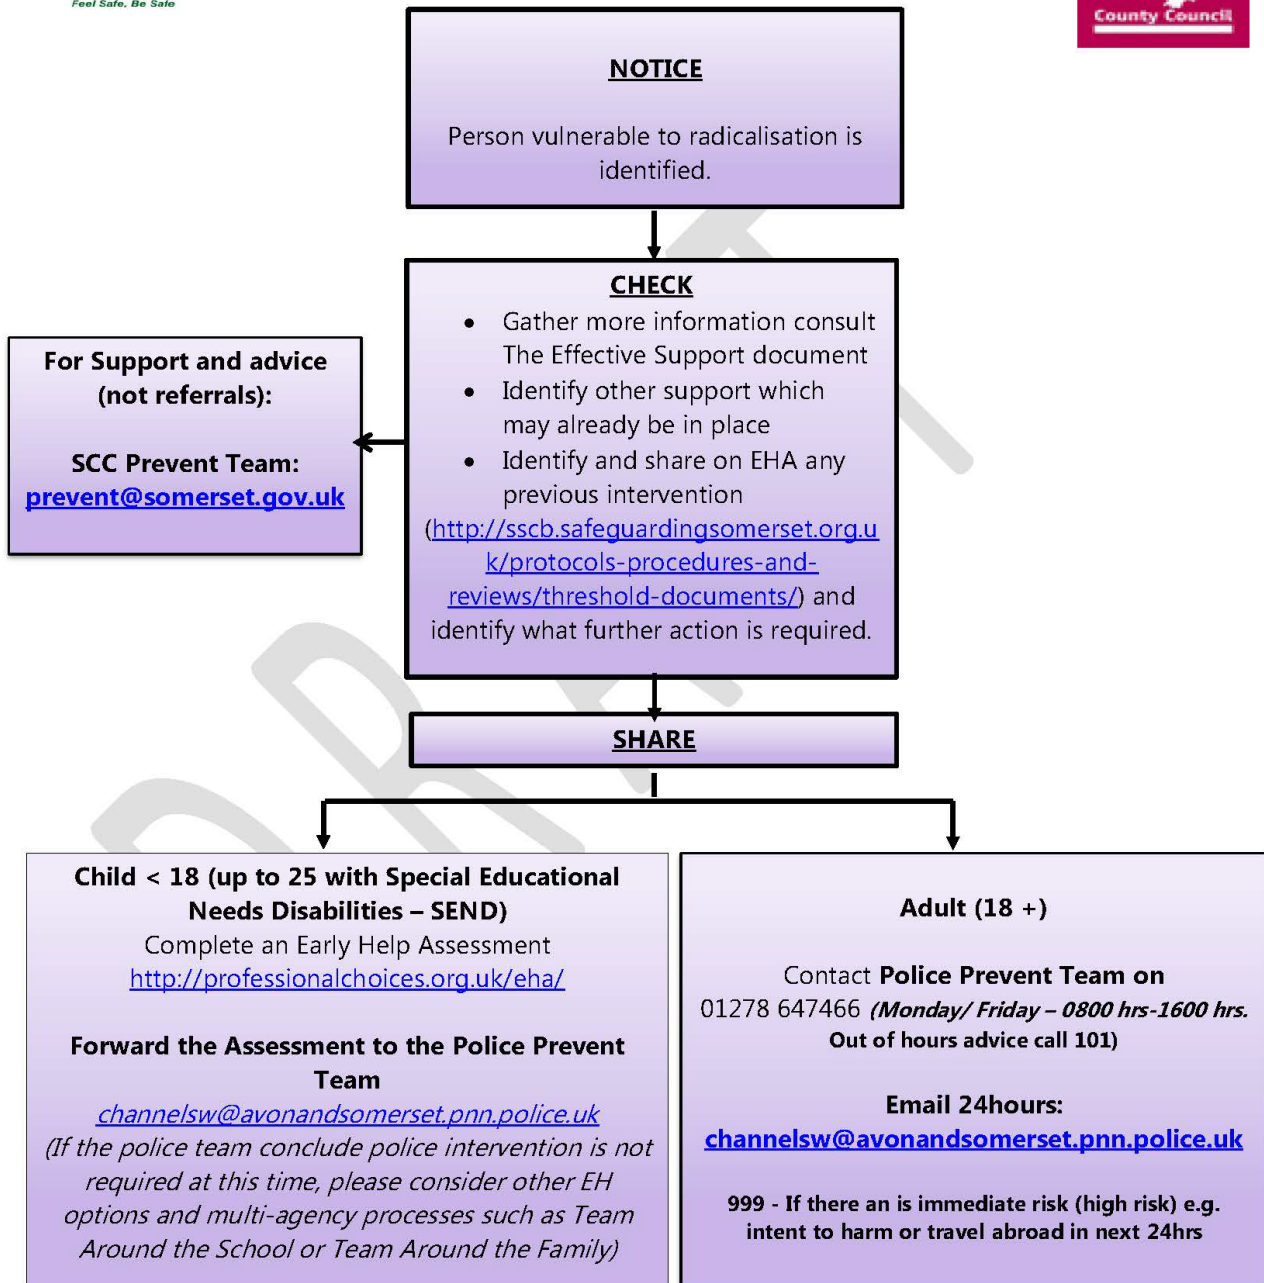 Feel Safe, Be Safe
County Council
NOTICE
Person vulnerable to radicalisation is
identified.
CHECK
• Gather more information consult
The Effective Support document
• Identify other support which
may already be in place
• Identify and share on EHA any
previous intervention
(http://sscb.safeguardingsomerset.org.u
k/protocols-procedures-and-
reviews/threshold-documents/) and
identify what further action is required.
For Support and advice
(not referrals):
SCC Prevent Team:
prevent@somerset.gov.uk
SHARE
Child < 18 (up to 25 with Special Educational
Needs Disabilities – SEND)
Complete an Early Help Assessment
http://professionalchoices.org.uk/eha/
Forward the Assessment to the Police Prevent
Team
channelsw@avonandsomerset.pnn.police.uk
(If the police team conclude police intervention is not
required at this time, please consider other EH
options and multi-agency processes such as Team
Around the School or Team Around the Family)
Adult (18 +)
Contact Police Prevent Team on
01278 647466 (Monday/ Friday – 0800 hrs-1600 hrs.
Out of hours advice call 101)
Email 24hours:
channelsw@avonandsomerset.pnn.police.uk
999 - If there an is immediate risk (high risk) e.g.
intent to harm or travel abroad in next 24hrs
DRAFT